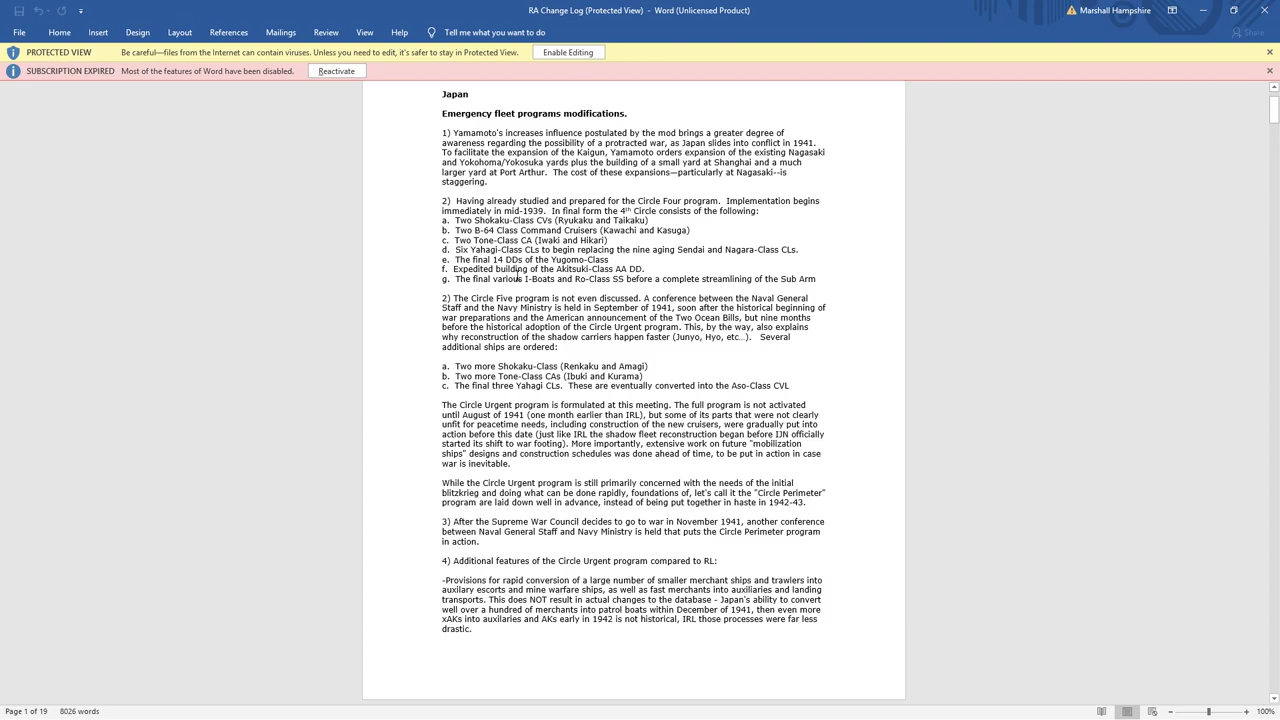 RA Change Log (Protected View) - Word (Unlicensed Product)
Marshall Hampshire
File Home Insert Design Layout References Mailings Review View Help Tell me what you want to do Share
PROTECTED VIEW Be careful—files from the Internet can contain viruses. Unless you need to edit, it's safer to stay in Protected View. Enable Editing
SUBSCRIPTION EXPIRED Most of the features of Word have been disabled. Reactivate
Japan
Emergency fleet programs modifications.
1) Yamamoto's increases influence postulated by the mod brings a greater degree of
awareness regarding the possibility of a protracted war, as Japan slides into conflict in 1941.
To facilitate the expansion of the Kaigun, Yamamoto orders expansion of the existing Nagasaki
and Yokohoma/Yokosuka yards plus the building of a small yard at Shanghai and a much
larger yard at Port Arthur. The cost of these expansions—particularly at Nagasaki--is
staggering.
2) Having already studied and prepared for the Circle Four program. Implementation begins
immediately in mid-1939. In final form the 4th Circle consists of the following:
a. Two Shokaku-Class CVs (Ryukaku and Taikaku)
b. Two B-64 Class Command Cruisers (Kawachi and Kasuga)
c. Two Tone-Class CA (Iwaki and Hikari)
d. Six Yahagi-Class CLs to begin replacing the nine aging Sendai and Nagara-Class CLs.
e. The final 14 DDs of the Yugomo-Class
f. Expedited building of the Akitsuki-Class AA DD.
g. The final various I-Boats and Ro-Class SS before a complete streamlining of the Sub Arm
2) The Circle Five program is not even discussed. A conference between the Naval General
Staff and the Navy Ministry is held in September of 1941, soon after the historical beginning of
war preparations and the American announcement of the Two Ocean Bills, but nine months
before the historical adoption of the Circle Urgent program. This, by the way, also explains
why reconstruction of the shadow carriers happen faster (Junyo, Hyo, etc…). Several
additional ships are ordered:
a. Two more Shokaku-Class (Renkaku and Amagi)
b. Two more Tone-Class CAs (Ibuki and Kurama)
c. The final three Yahagi CLs. These are eventually converted into the Aso-Class CVL
The Circle Urgent program is formulated at this meeting. The full program is not activated
until August of 1941 (one month earlier than IRL), but some of its parts that were not clearly
unfit for peacetime needs, including construction of the new cruisers, were gradually put into
action before this date (just like IRL the shadow fleet reconstruction began before IJN officially
started its shift to war footing). More importantly, extensive work on future "mobilization
ships" designs and construction schedules was done ahead of time, to be put in action in case
war is inevitable.
While the Circle Urgent program is still primarily concerned with the needs of the initial
blitzkrieg and doing what can be done rapidly, foundations of, let's call it the "Circle Perimeter"
program are laid down well in advance, instead of being put together in haste in 1942-43.
3) After the Supreme War Council decides to go to war in November 1941, another conference
between Naval General Staff and Navy Ministry is held that puts the Circle Perimeter program
in action.
4) Additional features of the Circle Urgent program compared to RL:
-Provisions for rapid conversion of a large number of smaller merchant ships and trawlers into
auxilary escorts and mine warfare ships, as well as fast merchants into auxiliaries and landing
transports. This does NOT result in actual changes to the database - Japan's ability to convert
well over a hundred of merchants into patrol boats within December of 1941, then even more
xAKs into auxilaries and AKs early in 1942 is not historical, IRL those processes were far less
drastic.
Page 1 of 19 8026 words 100%